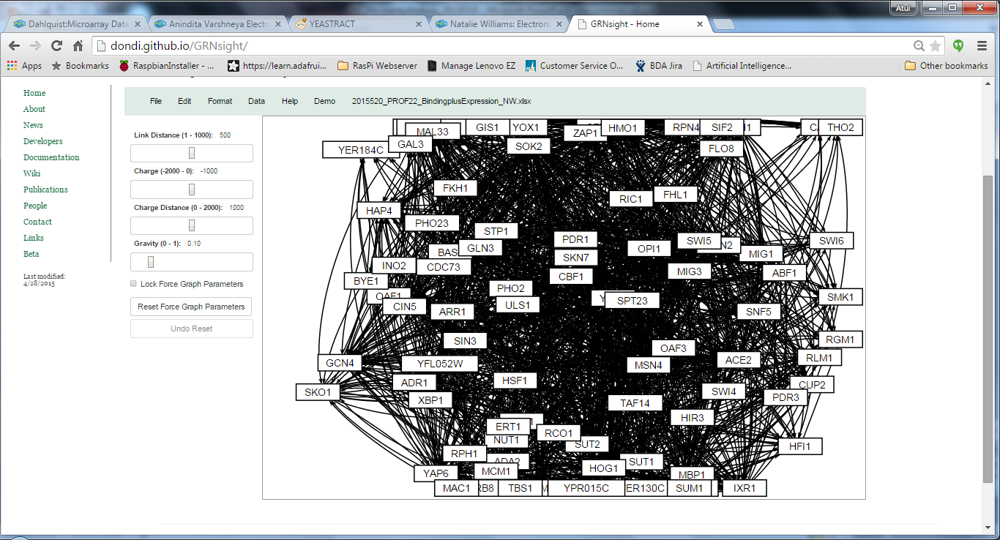 Atul
Dahlquist:Microarray Data
Anindita Varshneya Electr
YEASTRACT
Natalie Williams: Electroni
GRNsight - Home
dondi.github.io/GRNsight/
Apps
Bookmarks
RaspbianInstaller - ...
https://learn.adafrui...
RasPi Webserver
Manage Lenovo EZ
Customer Service O...
BDA Jira
Artificial Intelligence...
Other bookmarks
Home
About
News
Developers
Documentation
Wiki
Publications
People
Contact
Links
Beta
Last modified:
4/28/2015
File Edit Format Data Help Demo 2015520_PROF22_BindingplusExpression_NW.xlsx
Link Distance (1 - 1000): 500
Charge (-2000 - 0): -1000
Charge Distance (0 - 2000): 1000
Gravity (0 - 1): 0.10
Lock Force Graph Parameters
Reset Force Graph Parameters
Undo Reset
MAL33
GIS1
YOX1
ZAP1
HMO1
RPN4
SIF2
THO2
YER184C
GAL3
SOK2
FLO8
FKH1
RIC1
FHL1
HAP4
PHO23
STP1
PDR1
SWI5
SWI6
GLN3
OPI1
MIG1
SKN7
INO2
CDC73
CBF1
MIG3
ABF1
BYE1
PHO2
SMK1
CIN5
ULS1
SPT23
ARR1
SNF5
SIN3
OAF3
RGM1
GCN4
YFL052W
MSN4
ACE2
RLM1
ADR1
HSF1
CUP2
SKO1
XBP1
SWI4
PDR3
TAF14
HIR3
ERT1
RCO1
NUT1
SUT2
HFI1
RPH1
SUT1
YAP6
MCM1
HOG1
MBP1
MAC1
TBS1
YPR015C
ER130C
SUM1
IXR1